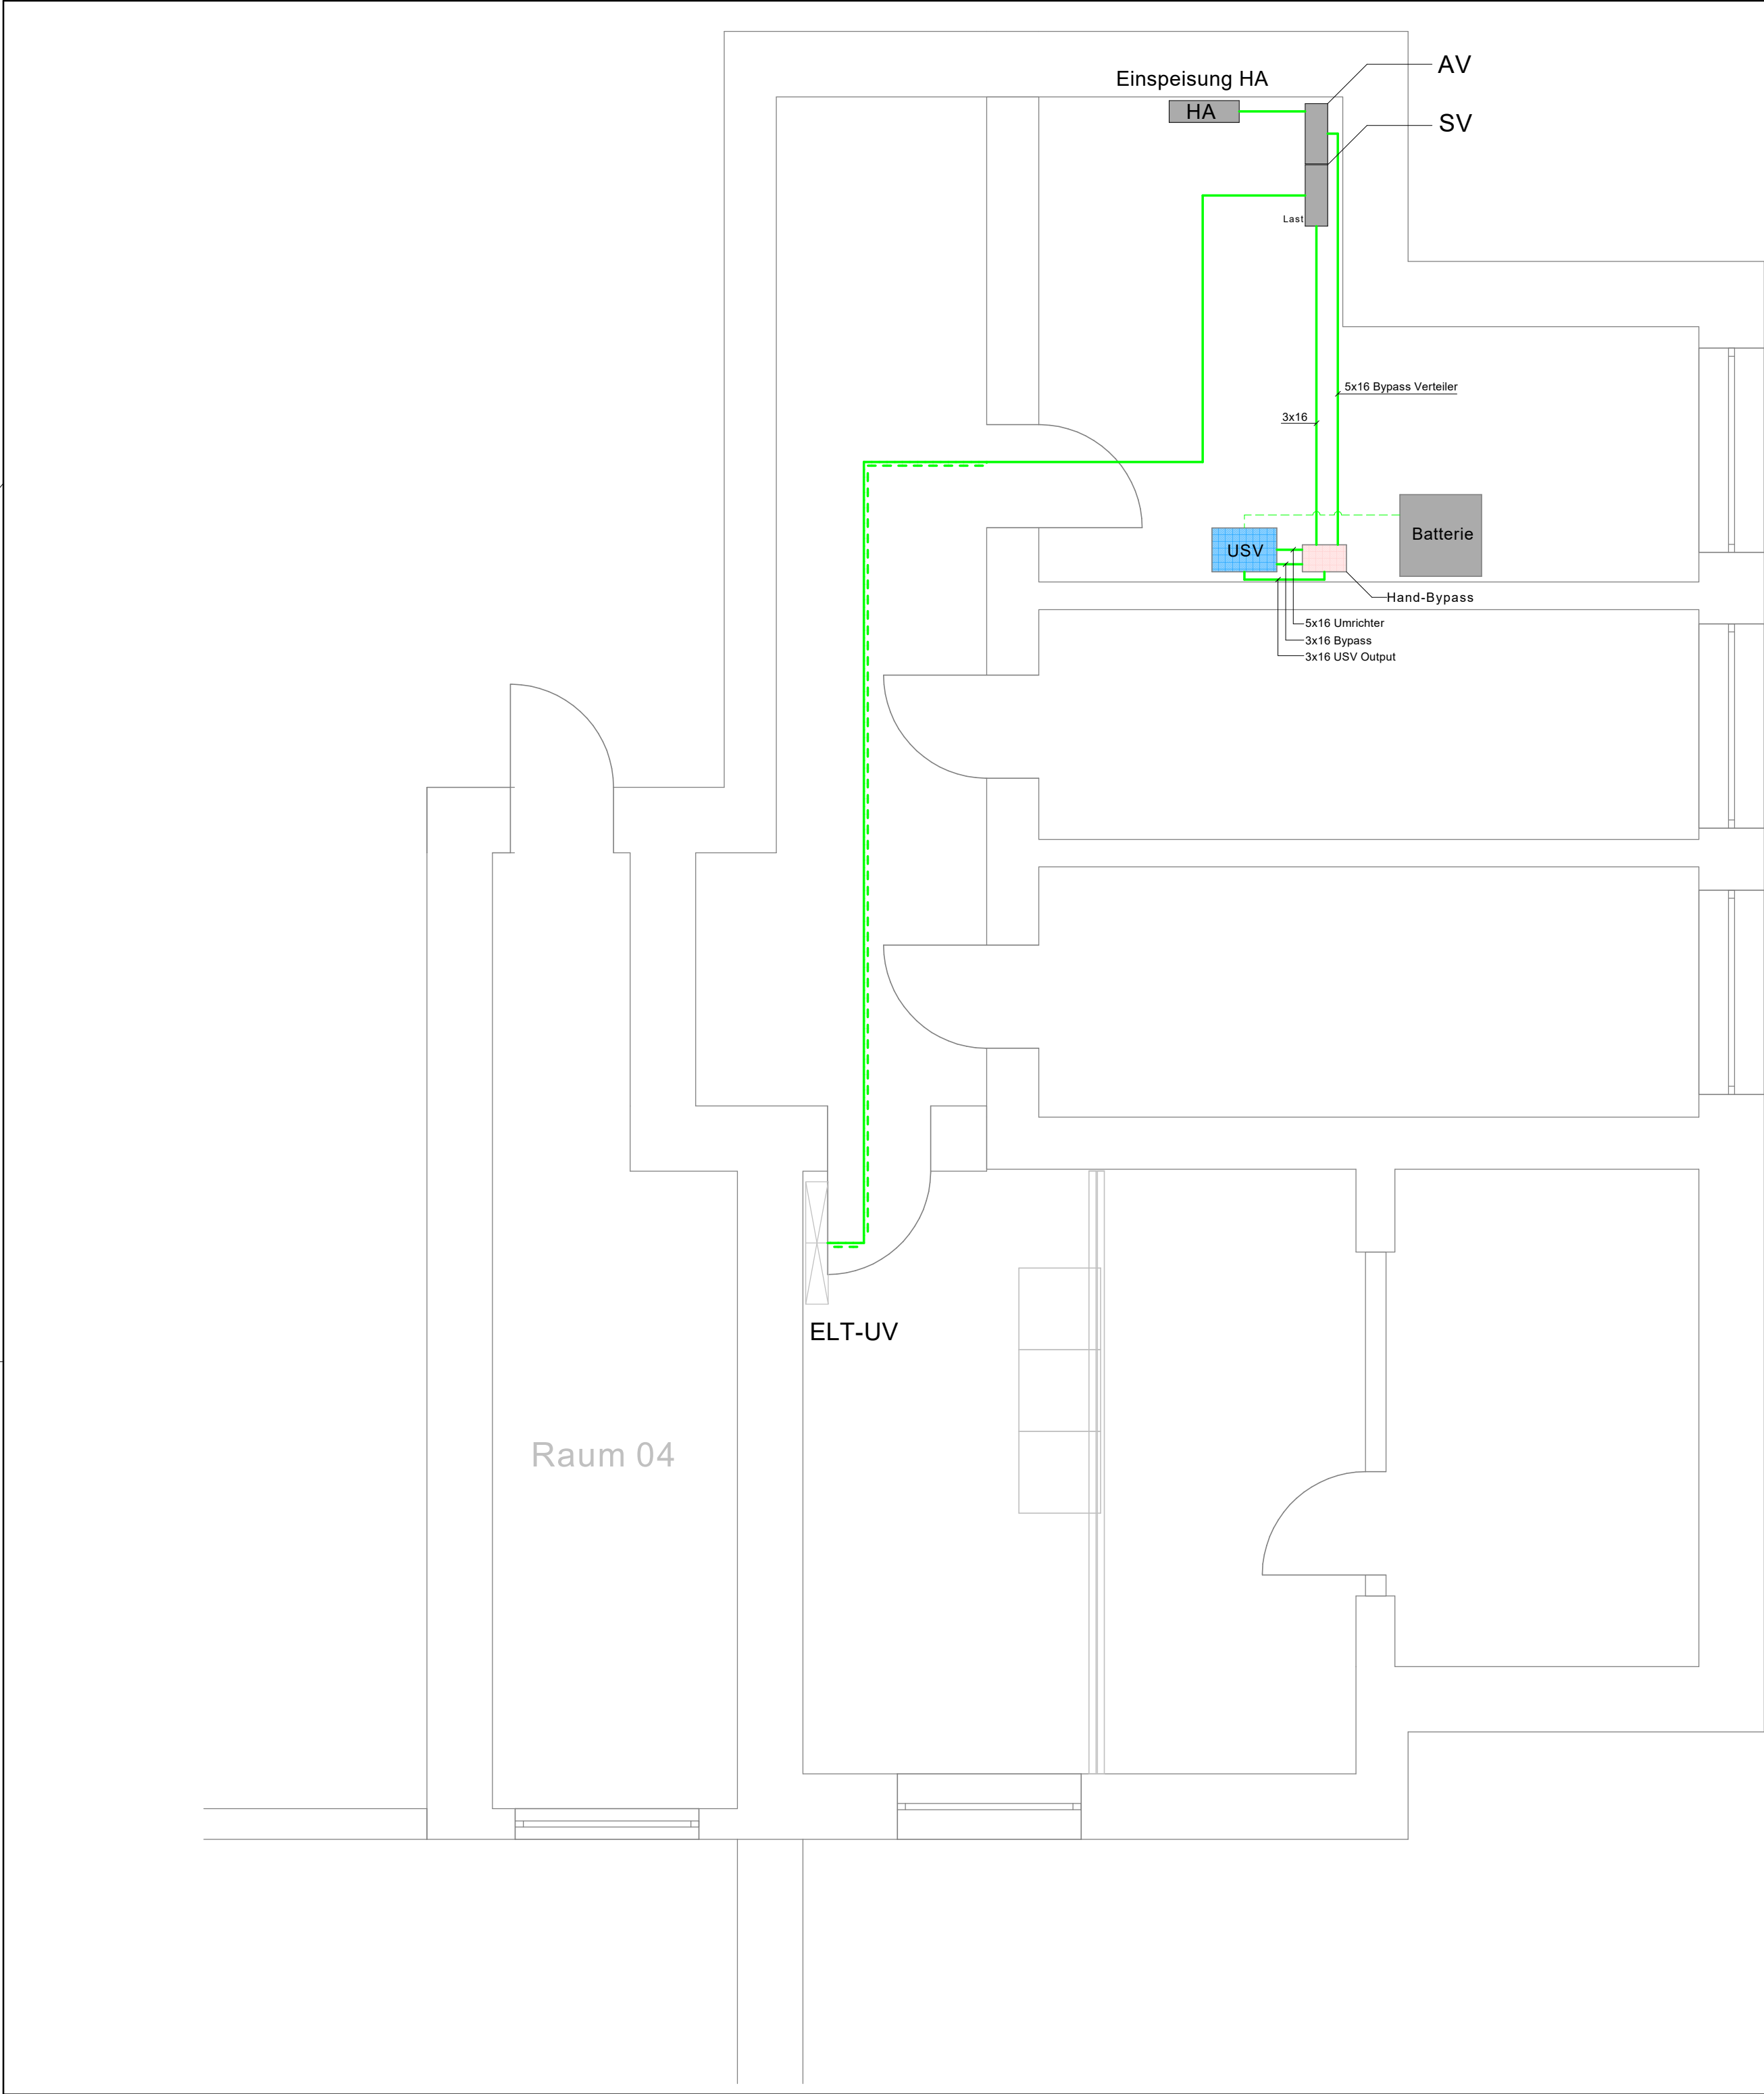 AV
Einspeisung HA
HA
SV
Last
5x16 Bypass Verteiler
3x16
Batterie
USV
Hand-Bypass
5x16 Umrichter
3x16 Bypass
3x16 USV Output
ELT-UV
Raum 04